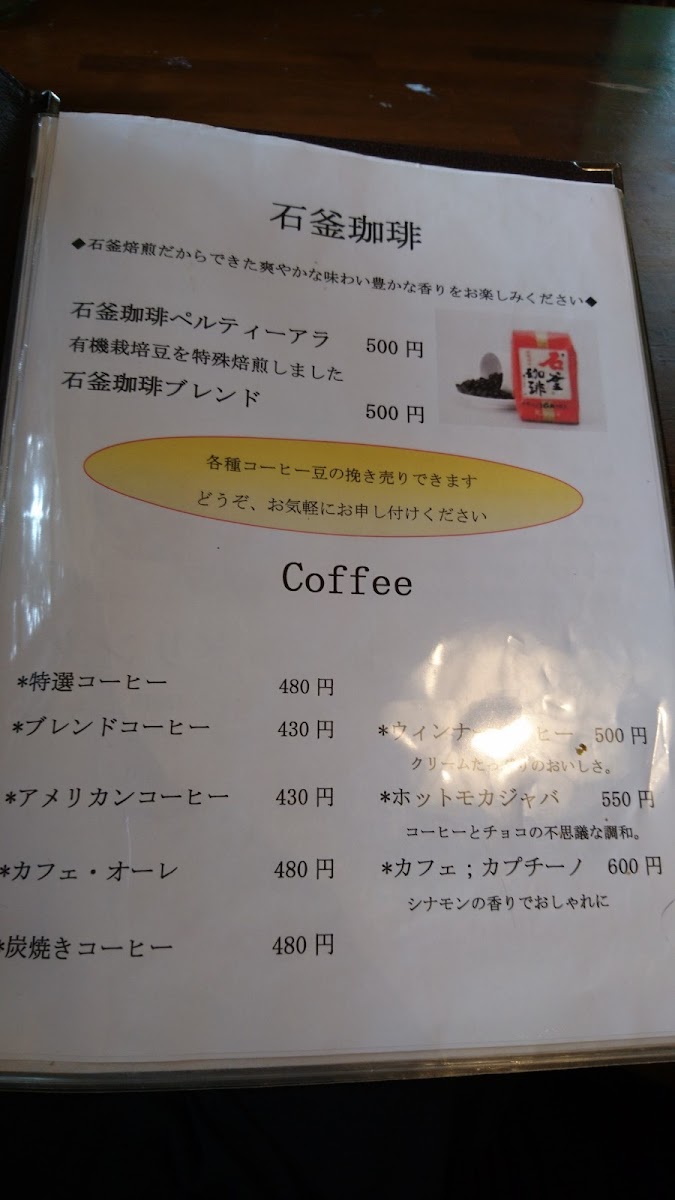 石釜珈琲
◆石釜焙煎だからできた爽やかな味わい豊かな香りをお楽しみください◆
石釜珈琲ペルティーアラ 500円
有機栽培豆を特殊焙煎しました
石釜珈琲ブレンド 500円
石釜珈琲
各種コーヒー豆の挽き売りできます
どうぞ、お気軽にお申し付けください
Coffee
*特選コーヒー 480円
*ブレンドコーヒー 430円
*アメリカンコーヒー 430円
*カフェ・オーレ 480円
*炭焼きコーヒー 480円
*ウィンナーコーヒー 500円
クリームたっぷりのおいしさ。
*ホットモカジャバ 550円
コーヒーとチョコの不思議な調和。
*カフェ;カプチーノ 600円
シナモンの香りでおしゃれに